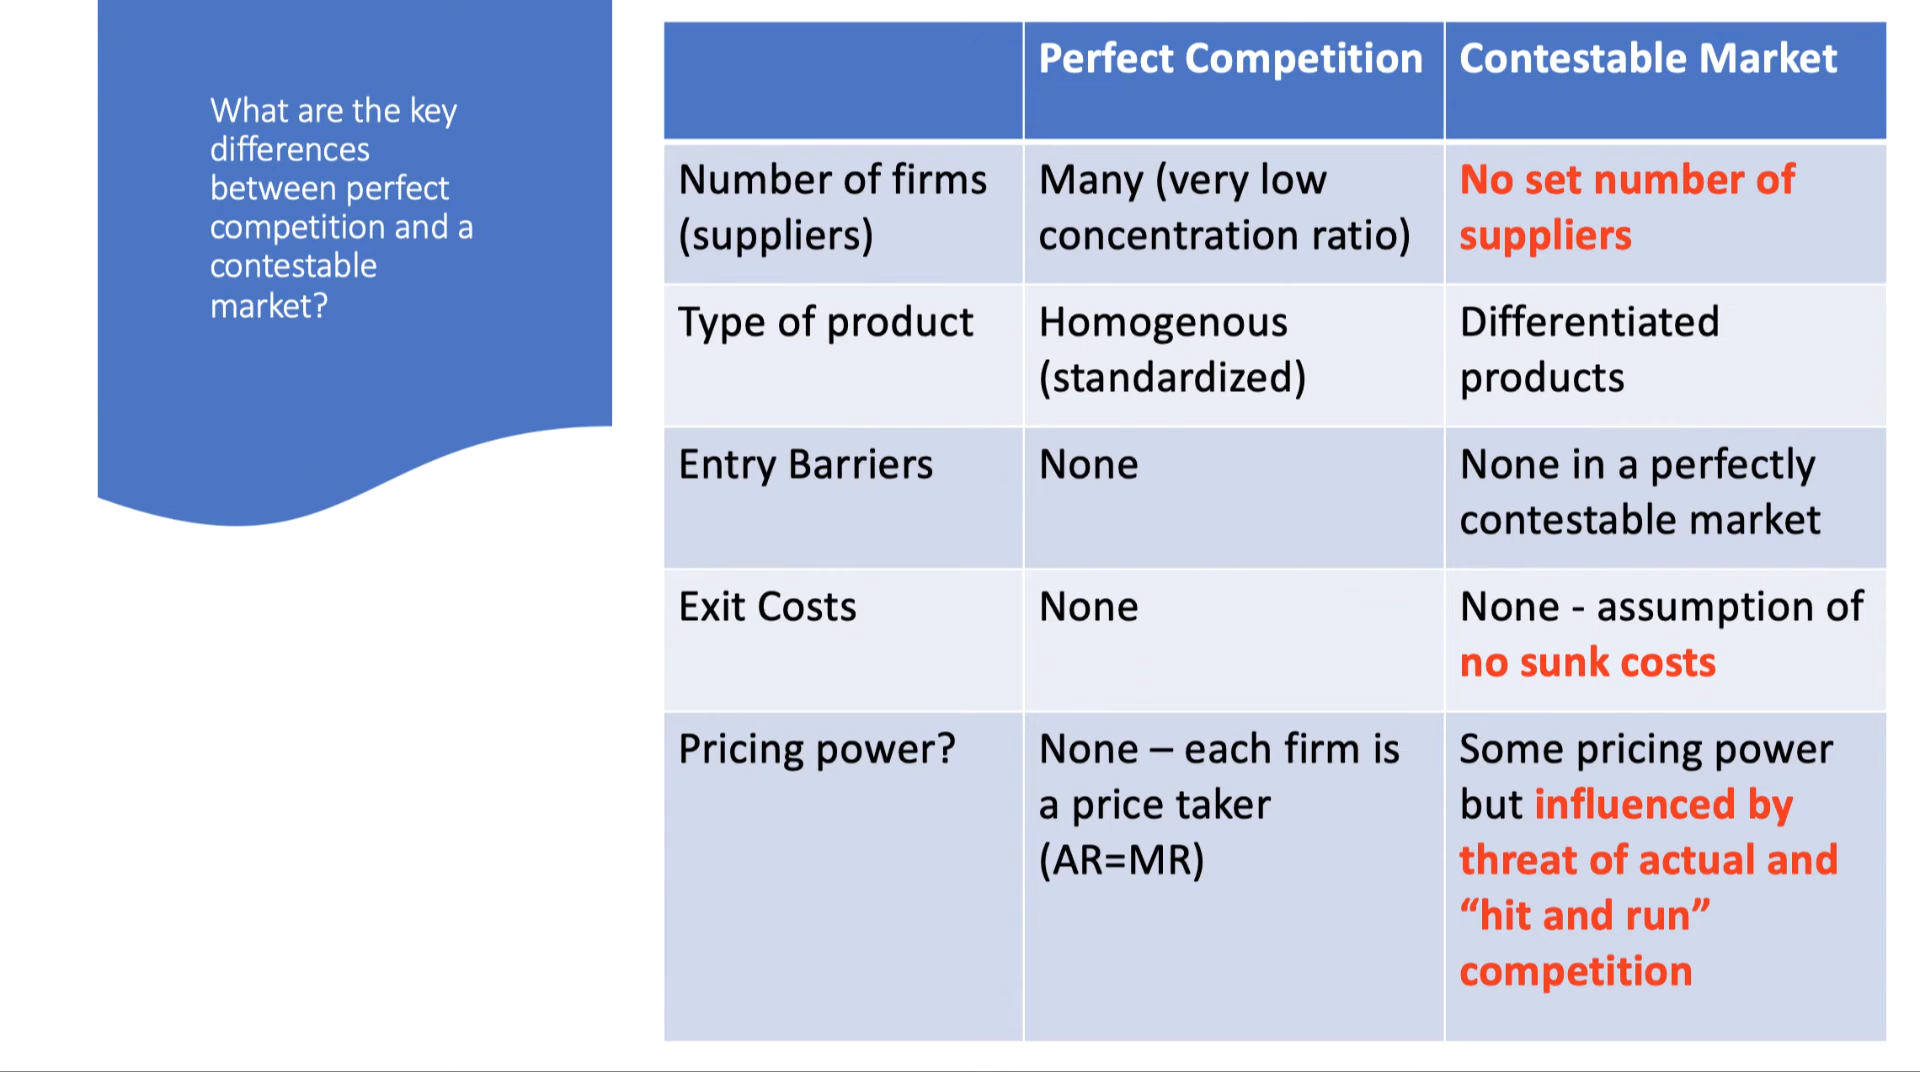 What are the key
differences
between perfect
competition and a
contestable
market?
Perfect Competition
Contestable Market
Number of firms
(suppliers)
Many (very low
concentration ratio)
No set number of
suppliers
Type of product
Homogenous
(standardized)
Differentiated
products
Entry Barriers
None
None in a perfectly
contestable market
Exit Costs
None
None - assumption of
no sunk costs
Pricing power?
None – each firm is
a price taker
(AR=MR)
Some pricing power
but influenced by
threat of actual and
“hit and run”
competition